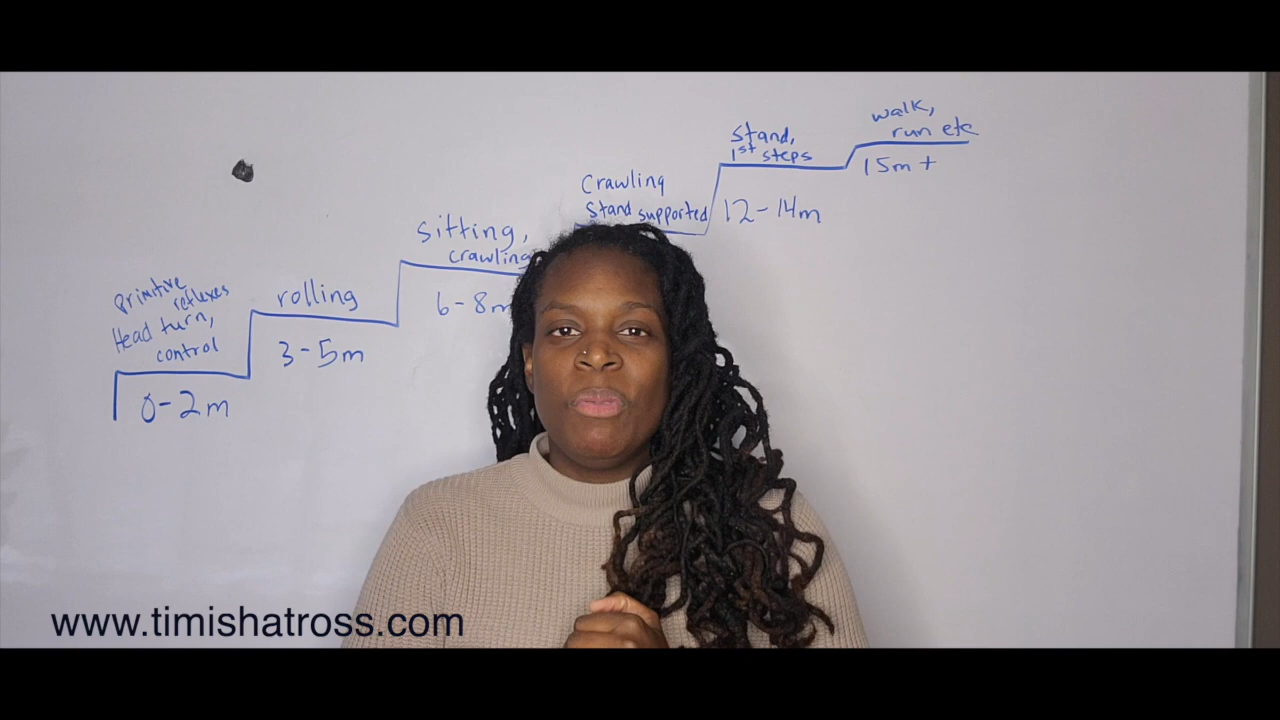 Primitive
reflexes
Head turn,
control
0-2m
rolling
3-5m
sitting,
crawling
6-8m
Crawling
Stand supported
Stand,
1st steps
12-14m
walk,
run etc
15m+
www.timishatross.com